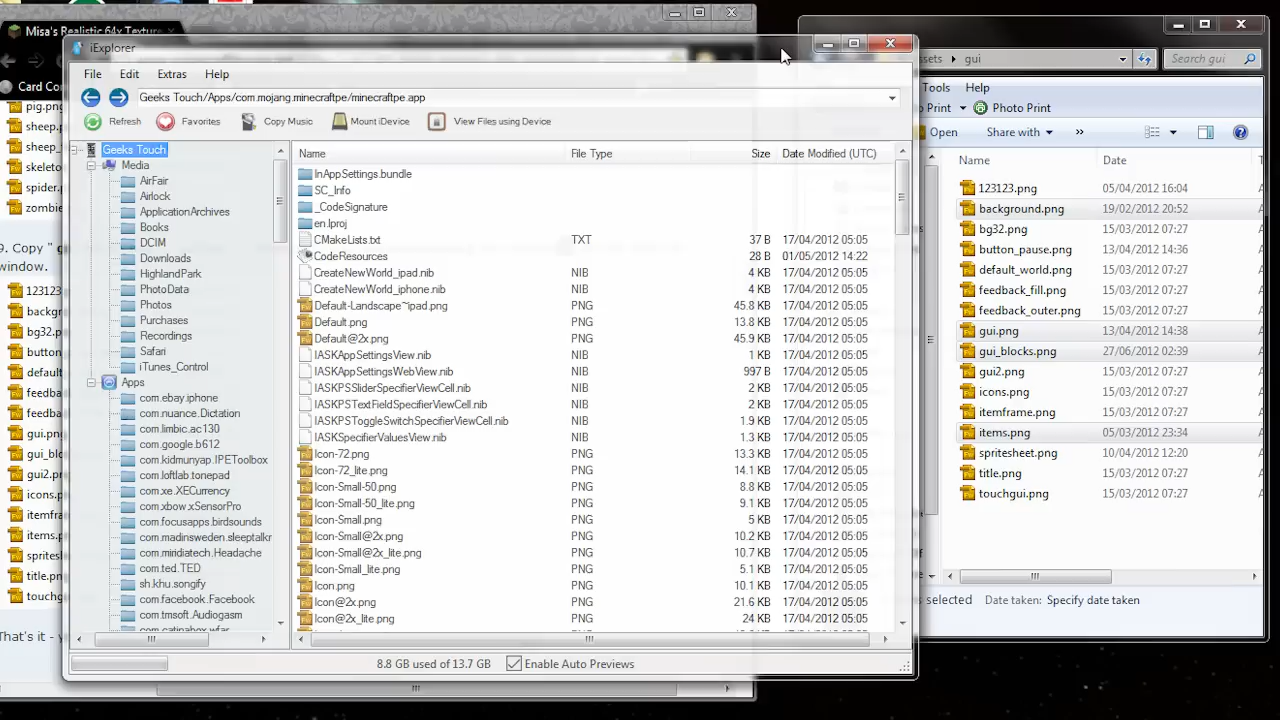 Misa's Realistic 64x Texture
Card Com
pig.png
sheep.pn
sheep_
skeleto
spider.p
zombie
9. Copy "
window.
123123
backg
bg32.
button
defau
feedb
feedb
gui.pn
gui_bl
gui2.p
icons.
itemfr
items.
sprites
title.p
touchg
That's it - y
iExplorer
File Edit Extras Help
Geeks Touch/Apps/com.mojang.minecraftpe/minecraftpe.app
Refresh Favorites Copy Music Mount iDevice View Files using Device
Geeks Touch
Media
AirFair
Airlock
ApplicationArchives
Books
DCIM
Downloads
HighlandPark
PhotoData
Photos
Purchases
Recordings
Safari
iTunes_Control
Apps
com.ebay.iphone
com.nuance.Dictation
com.limbic.ac130
com.google.b612
com.kidmunyap.IPEToolbox
com.loftlab.tonepad
com.xe.XECurrency
com.xbow.xSensorPro
com.focusapps.birdsounds
com.madinsweden.sleeptalkr
com.miridiatech.Headache
com.ted.TED
sh.khu.songify
com.facebook.Facebook
com.tmsoft.Audiogasm
com.catinabox.wfar
Name File Type Size Date Modified (UTC)
InAppSettings.bundle
SC_Info
_CodeSignature
en.lproj
CMakeLists.txt TXT 37 B 17/04/2012 05:05
CodeResources 28 B 01/05/2012 14:22
CreateNewWorld_ipad.nib NIB 4 KB 17/04/2012 05:05
CreateNewWorld_iphone.nib NIB 4 KB 17/04/2012 05:05
Default-Landscape~ipad.png PNG 45.8 KB 17/04/2012 05:05
Default.png PNG 13.8 KB 17/04/2012 05:05
Default@2x.png PNG 45.9 KB 17/04/2012 05:05
IASKAppSettingsView.nib NIB 1 KB 17/04/2012 05:05
IASKAppSettingsWebView.nib NIB 997 B 17/04/2012 05:05
IASKPSSliderSpecifierViewCell.nib NIB 2 KB 17/04/2012 05:05
IASKPSTextFieldSpecifierViewCell.nib NIB 2 KB 17/04/2012 05:05
IASKPSToggleSwitchSpecifierViewCell.nib NIB 1.9 KB 17/04/2012 05:05
IASKSpecifierValuesView.nib NIB 1.3 KB 17/04/2012 05:05
Icon-72.png PNG 13.3 KB 17/04/2012 05:05
Icon-72_lite.png PNG 14.1 KB 17/04/2012 05:05
Icon-Small-50.png PNG 8.8 KB 17/04/2012 05:05
Icon-Small-50_lite.png PNG 9.1 KB 17/04/2012 05:05
Icon-Small.png PNG 5 KB 17/04/2012 05:05
Icon-Small@2x.png PNG 10.2 KB 17/04/2012 05:05
Icon-Small@2x_lite.png PNG 10.7 KB 17/04/2012 05:05
Icon-Small_lite.png PNG 5.1 KB 17/04/2012 05:05
Icon.png PNG 10.1 KB 17/04/2012 05:05
Icon@2x.png PNG 21.6 KB 17/04/2012 05:05
Icon@2x_lite.png PNG 24 KB 17/04/2012 05:05
8.8 GB used of 13.7 GB Enable Auto Previews
sets gui Search gui
Tools Help
Print Photo Print
Open Share with »
Name Date
123123.png 05/04/2012 16:04
background.png 19/02/2012 20:52
bg32.png 15/03/2012 07:27
button_pause.png 13/04/2012 14:36
default_world.png 15/03/2012 07:27
feedback_fill.png 15/03/2012 07:27
feedback_outer.png 15/03/2012 07:27
gui.png 13/04/2012 14:38
gui_blocks.png 27/06/2012 02:39
gui2.png 15/03/2012 07:27
icons.png 15/03/2012 07:27
itemframe.png 15/03/2012 07:27
items.png 05/03/2012 23:34
spritesheet.png 10/04/2012 12:20
title.png 15/03/2012 07:27
touchgui.png 15/03/2012 07:27
s selected Date taken: Specify date taken